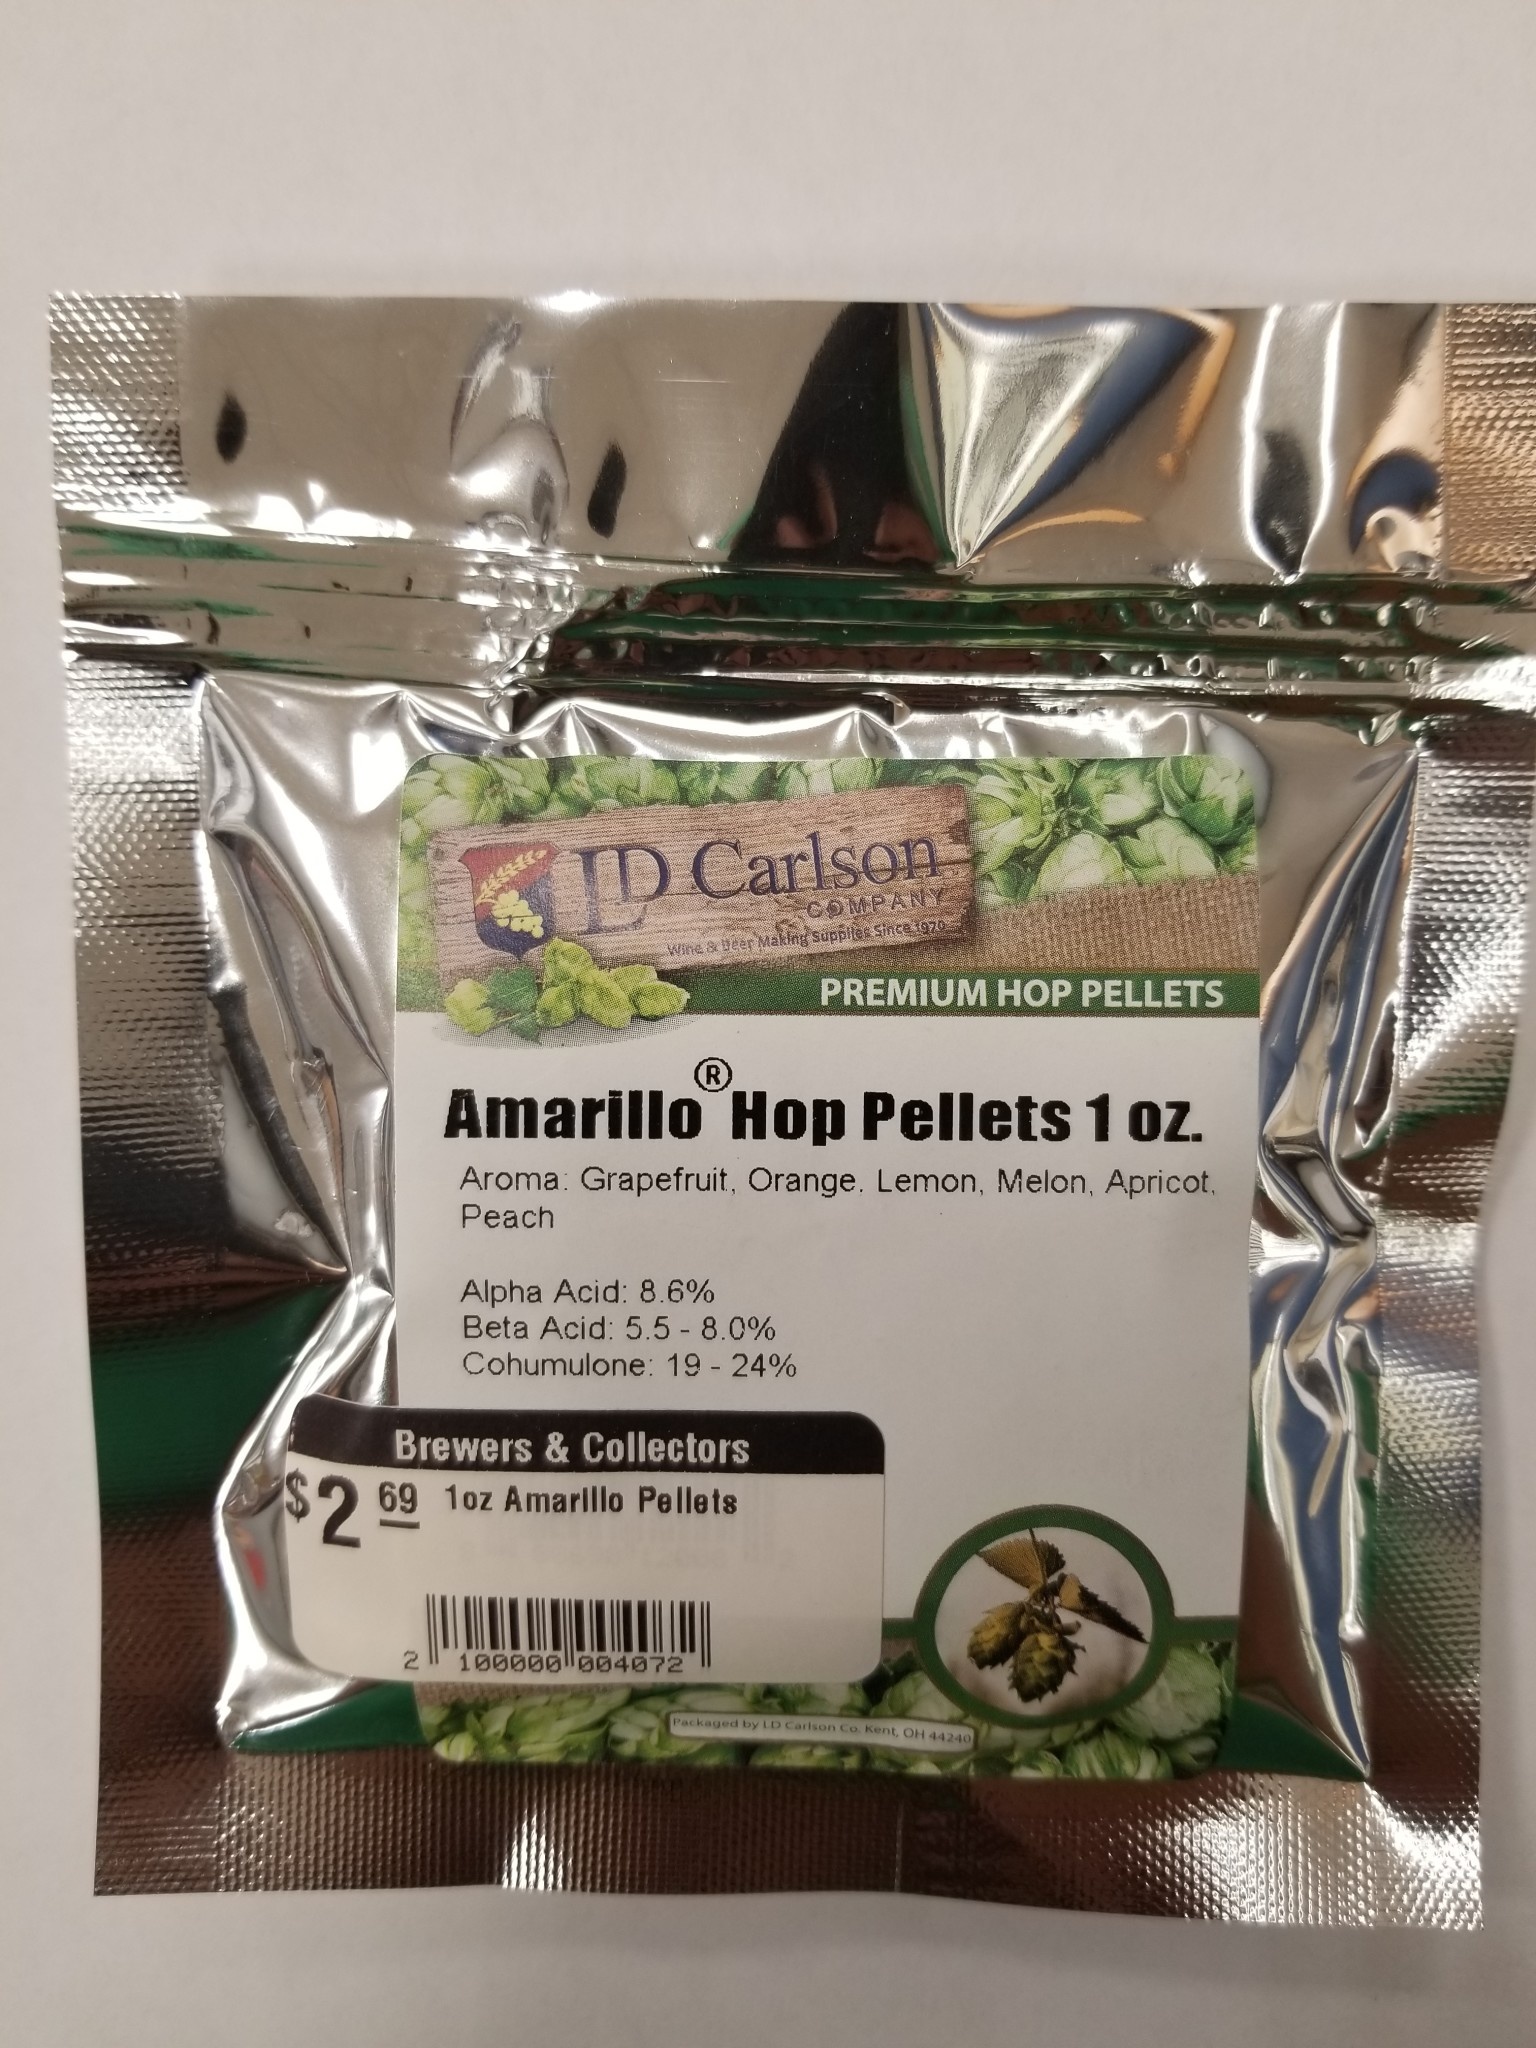 LD Carlson
COMPANY
Wine & Beer Making Supplies Since 1970
PREMIUM HOP PELLETS
Amarillo® Hop Pellets 1 oz.
Aroma: Grapefruit, Orange, Lemon, Melon, Apricot,
Peach
Alpha Acid: 8.6%
Beta Acid: 5.5 - 8.0%
Cohumulone: 19 - 24%
Brewers & Collectors
$2 69 1oz Amarillo Pellets
2 100000 004072
Packaged by LD Carlson Co. Kent, OH 44240